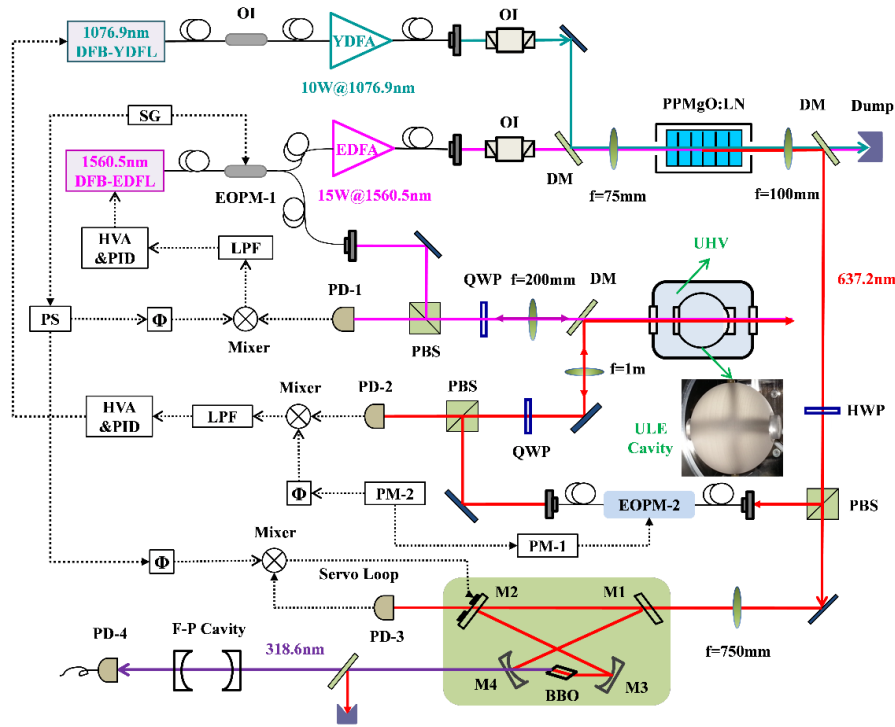 OI
1076.9nm
DFB-YDFL
YDFA
10W@1076.9nm
PPMgO:LN
DM
Dump
SG
OI
1560.5nm
DFB-EDFL
EDFA
EOPM-1
15W@1560.5nm
DM
f=75mm
f=100mm
HVA
&PID
LPF
UHV
QWP
f=200mm
DM
637.2nm
PD-1
PS
Φ
Mixer
PBS
f=1m
Mixer
PD-2
PBS
HVA
&PID
LPF
QWP
ULE
Cavity
HWP
Φ
PM-2
EOPM-2
PBS
PM-1
Mixer
Φ
Servo Loop
M2
M1
PD-3
PD-4
F-P Cavity
318.6nm
f=750mm
M4
BBO
M3